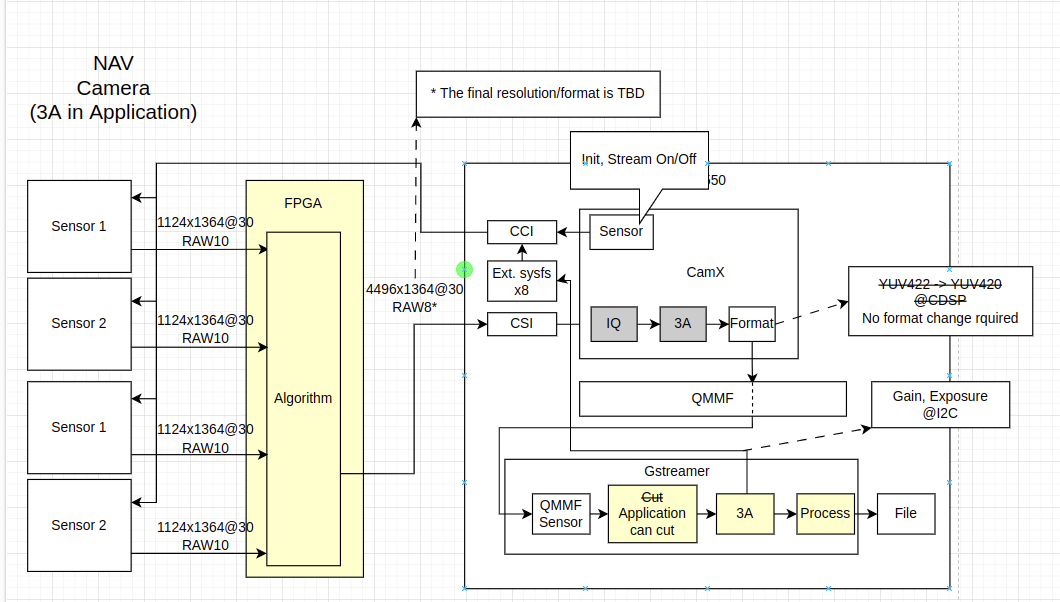 NAV
Camera
(3A in Application)
* The final resolution/format is TBD
Init, Stream On/Off
550
Sensor 1
Sensor 2
Sensor 1
Sensor 2
1124x1364@30
RAW10
1124x1364@30
RAW10
1124x1364@30
RAW10
1124x1364@30
RAW10
FPGA
Algorithm
4496x1364@30
RAW8*
CCI
Ext. sysfs
x8
CSI
Sensor
CamX
IQ
3A
Format
YUV422 -> YUV420
@CDSP
No format change rquired
QMMF
Gain, Exposure
@I2C
Gstreamer
QMMF
Sensor
Cut
Application
can cut
3A
Process
File